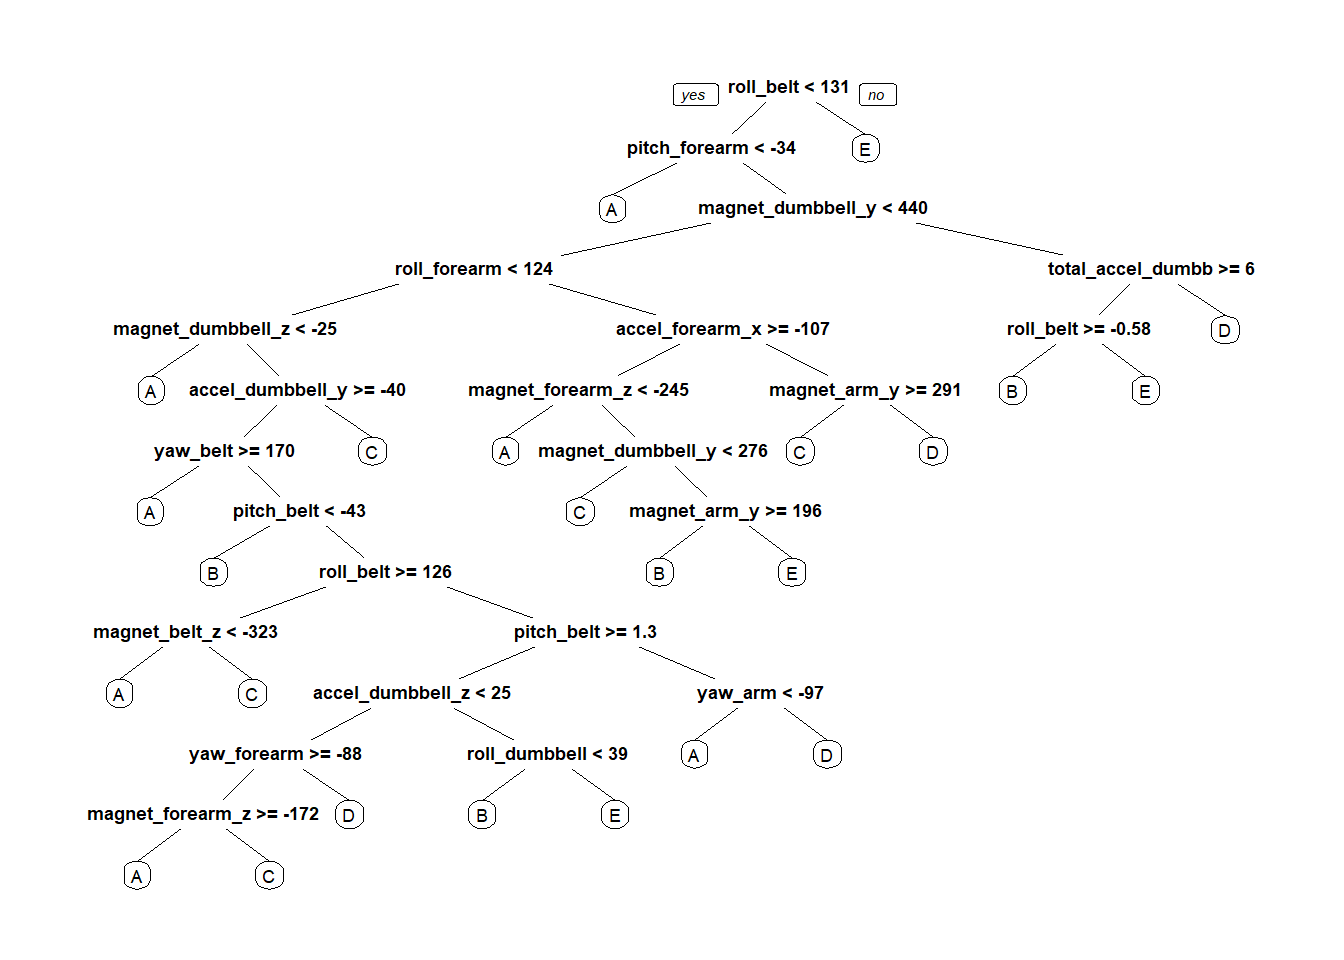 yes roll_belt < 131 no
pitch_forearm < -34 E
A magnet_dumbbell_y < 440
roll_forearm < 124 total_accel_dumbb >= 6
magnet_dumbbell_z < -25 accel_forearm_x >= -107 roll_belt >= -0.58 D
A accel_dumbbell_y >= -40 magnet_forearm_z < -245 magnet_arm_y >= 291 B E
yaw_belt >= 170 C A magnet_dumbbell_y < 276 C D
A pitch_belt < -43 C magnet_arm_y >= 196
B roll_belt >= 126 B E
magnet_belt_z < -323 pitch_belt >= 1.3
A C accel_dumbbell_z < 25 yaw_arm < -97
yaw_forearm >= -88 roll_dumbbell < 39 A D
magnet_forearm_z >= -172 D B E
A C